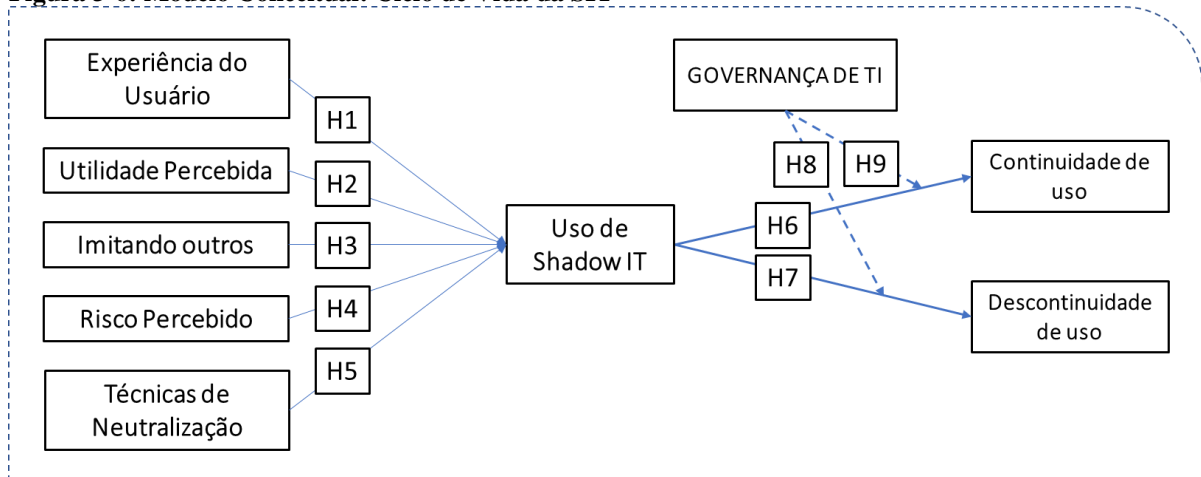 Experiência do
Usuário
H1
Utilidade Percebida
H2
Imitando outros
H3
Risco Percebido
H4
Técnicas de
Neutralização
H5
Uso de
Shadow IT
GOVERNANÇA DE TI
H8
H9
H6
H7
Continuidade de
uso
Descontinuidade
de uso